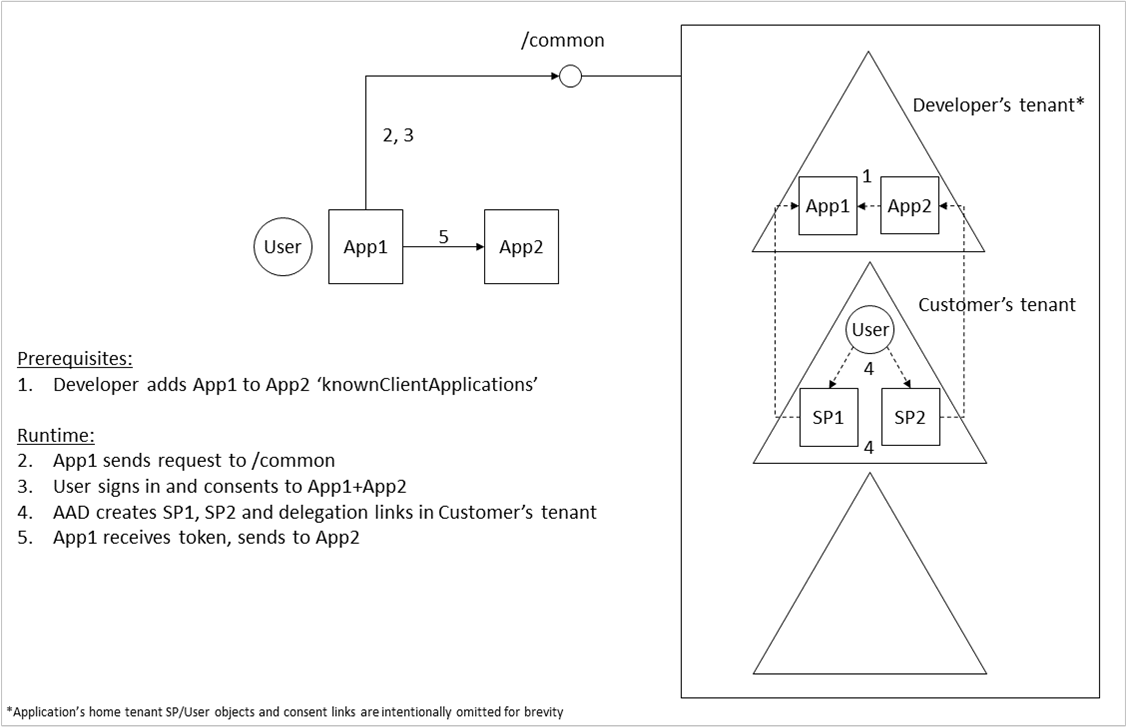 /common
2, 3
User
App1
5
App2
Developer's tenant*
1
App1
App2
Customer's tenant
User
4
SP1
SP2
4
Prerequisites:
1. Developer adds App1 to App2 ‘knownClientApplications’
Runtime:
2. App1 sends request to /common
3. User signs in and consents to App1+App2
4. AAD creates SP1, SP2 and delegation links in Customer's tenant
5. App1 receives token, sends to App2
*Application's home tenant SP/User objects and consent links are intentionally omitted for brevity